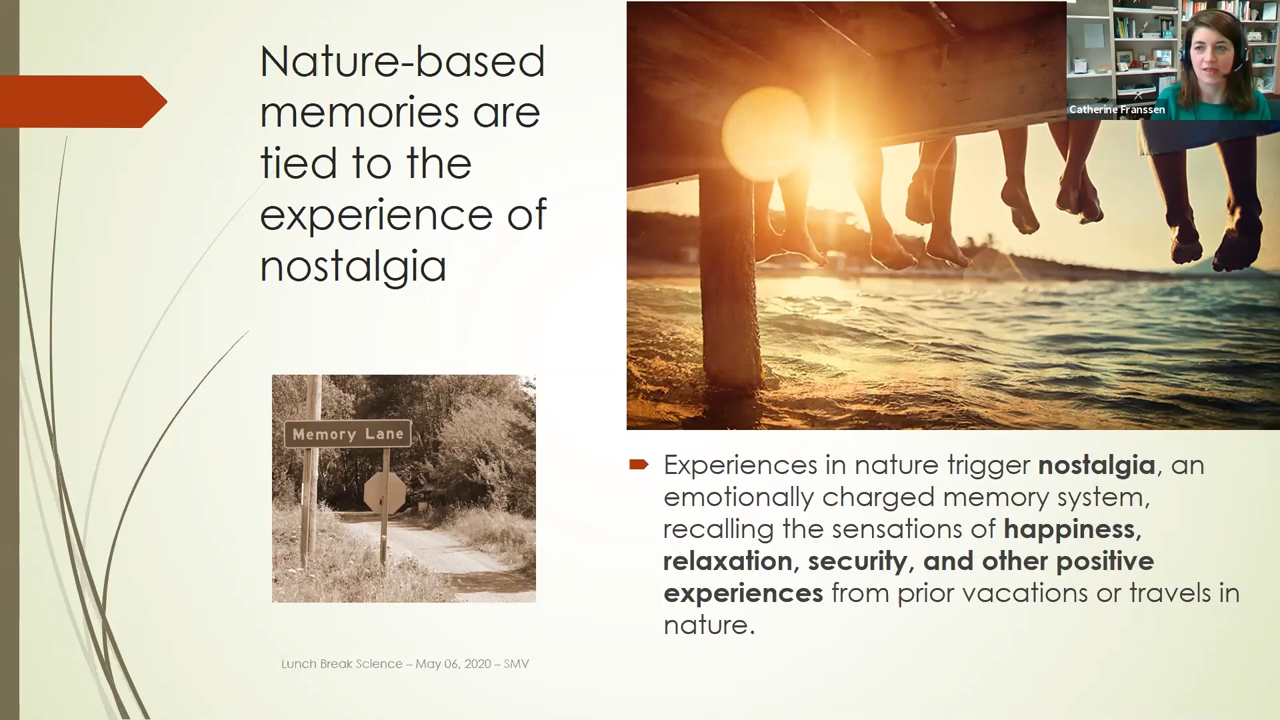 Nature-based
memories are
tied to the
experience of
nostalgia
Catherine Franssen
Memory Lane
Experiences in nature trigger nostalgia, an
emotionally charged memory system,
recalling the sensations of happiness,
relaxation, security, and other positive
experiences from prior vacations or travels in
nature.
Lunch Break Science – May 06, 2020 – SMV